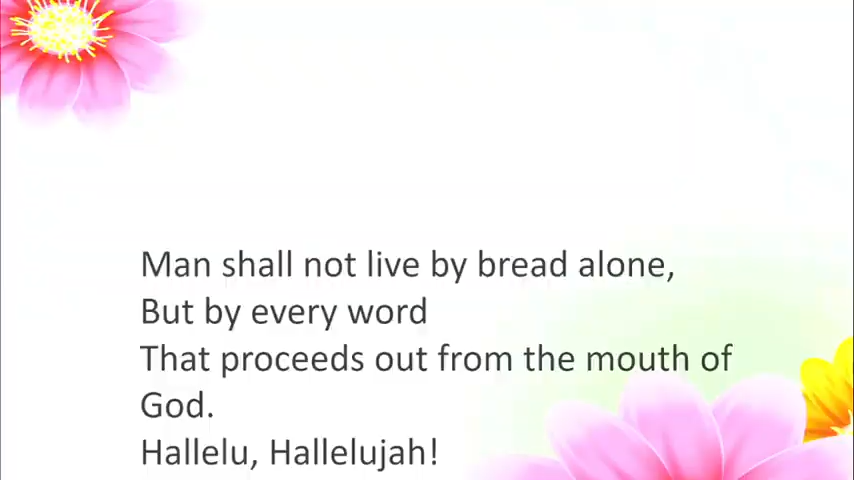 Man shall not live by bread alone,
But by every word
That proceeds out from the mouth of
God.
Hallelu, Hallelujah!